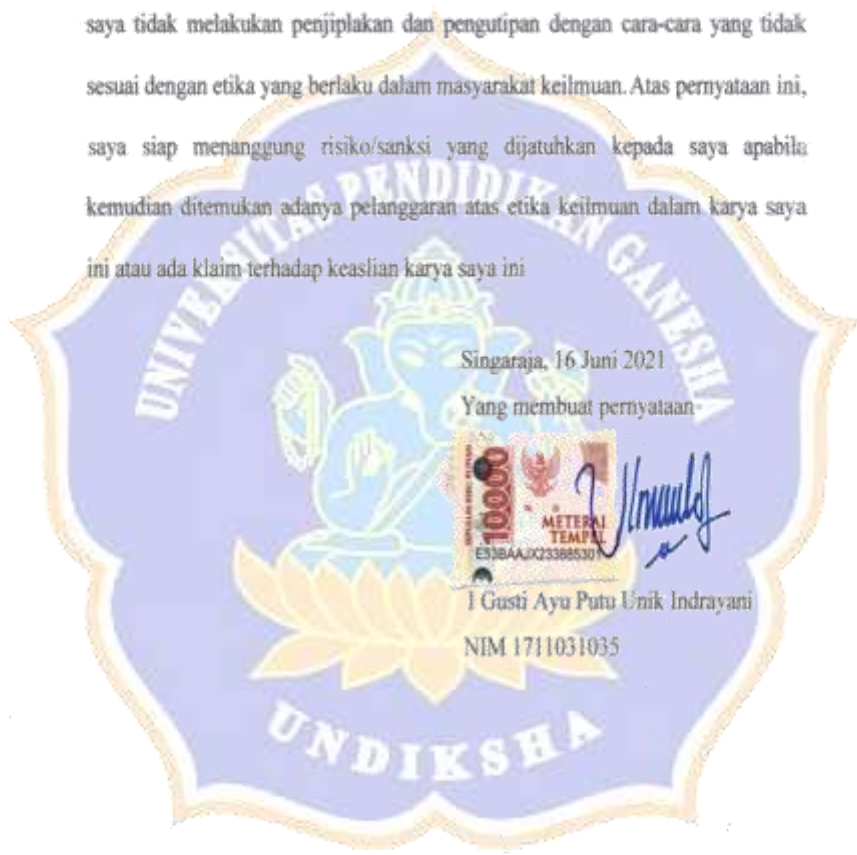 saya tidak melakukan penjiplakan dan pengutipan dengan cara-cara yang tidak
sesuai dengan etika yang berlaku dalam masyarakat keilmuan. Atas pernyataan ini,
saya siap menanggung risiko/sanksi yang dijatuhkan kepada saya apabila
kemudian ditemukan adanya pelanggaran atas etika keilmuan dalam karya saya
ini atau ada klaim terhadap keaslian karya saya ini
UNIVERSITAS PENDIDIKAN GANESHA
Singaraja, 16 Juni 2021
Yang membuat pernyataan
10000
METERAI
TEMPEL
I Gusti Ayu Putu Unik Indrayani
NIM 1711031035
UNDIKSHA